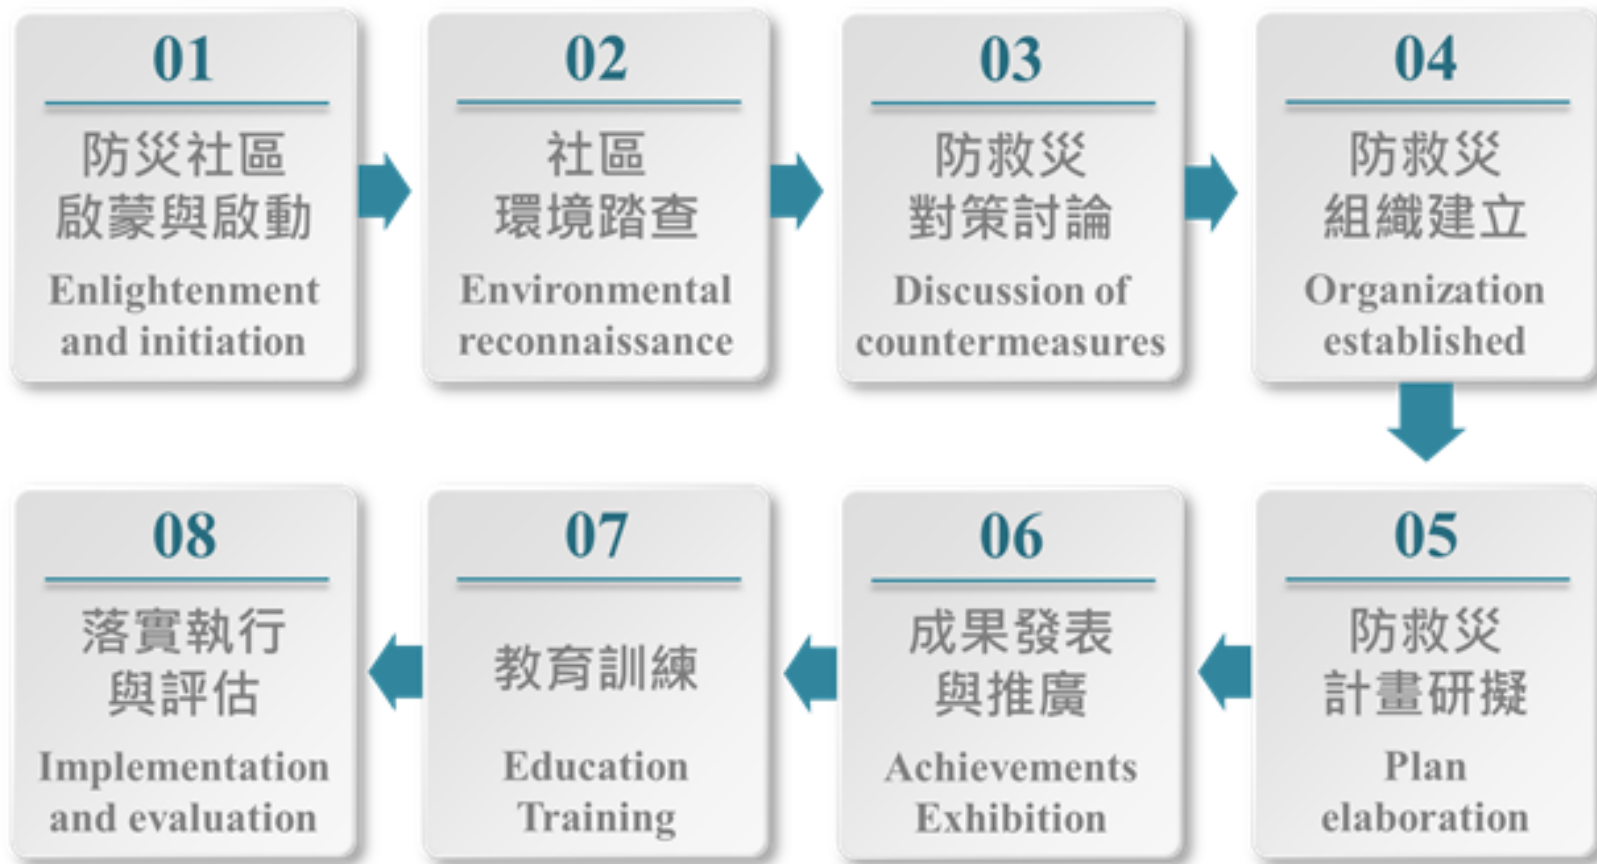 01
防災社區
啟蒙與啟動
Enlightenment
and initiation
02
社區
環境踏查
Environmental
reconnaissance
03
防救災
對策討論
Discussion of
countermeasures
04
防救災
組織建立
Organization
established
05
防救災
計畫研擬
Plan
elaboration
06
成果發表
與推廣
Achievements
Exhibition
07
教育訓練
Education
Training
08
落實執行
與評估
Implementation
and evaluation